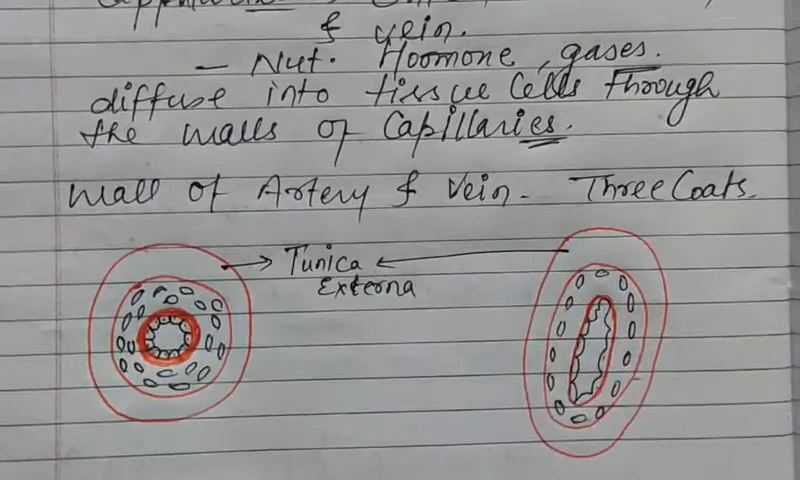 & vein.
— Nut. Hoomone, gases.
diffuse into tissue Cells Through
the walls of Capillaries.
Wall of Artery & Vein - Three Coats.
Tunica
Externa